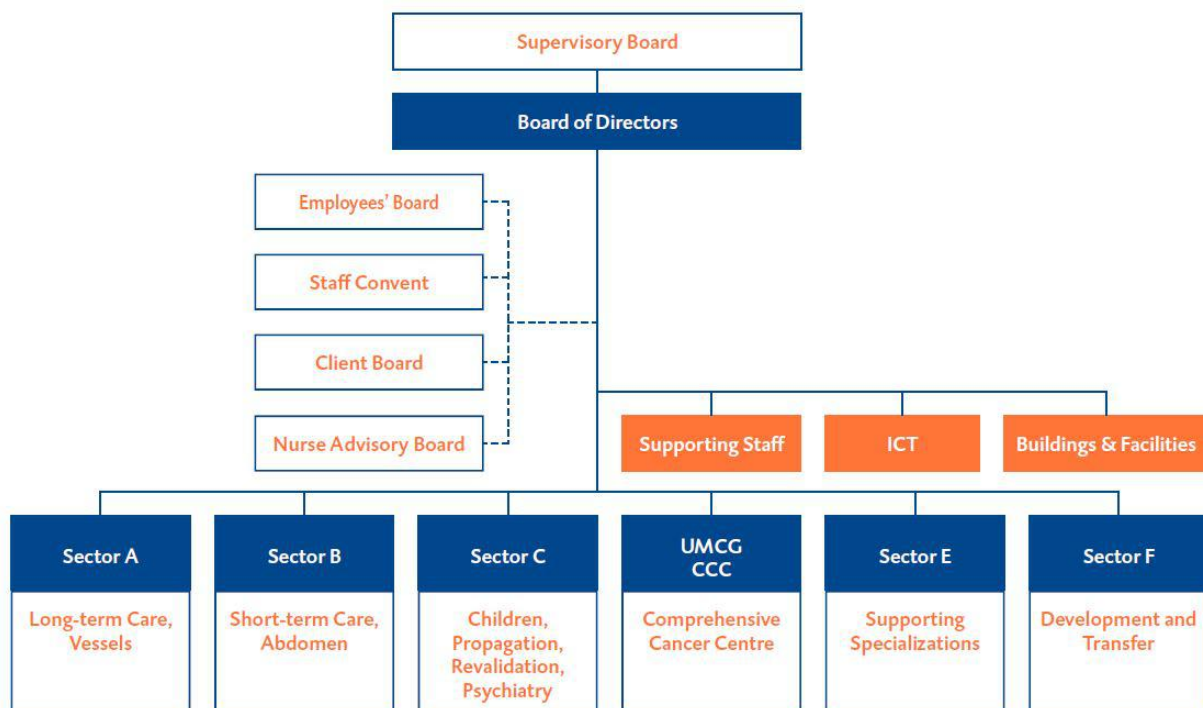 Supervisory Board
Board of Directors
Employees' Board
Staff Convent
Client Board
Nurse Advisory Board
Supporting Staff
ICT
Buildings & Facilities
Sector A
Long-term Care,
Vessels
Sector B
Short-term Care,
Abdomen
Sector C
Children,
Propagation,
Revalidation,
Psychiatry
UMCG
CCC
Comprehensive
Cancer Centre
Sector E
Supporting
Specializations
Sector F
Development and
Transfer